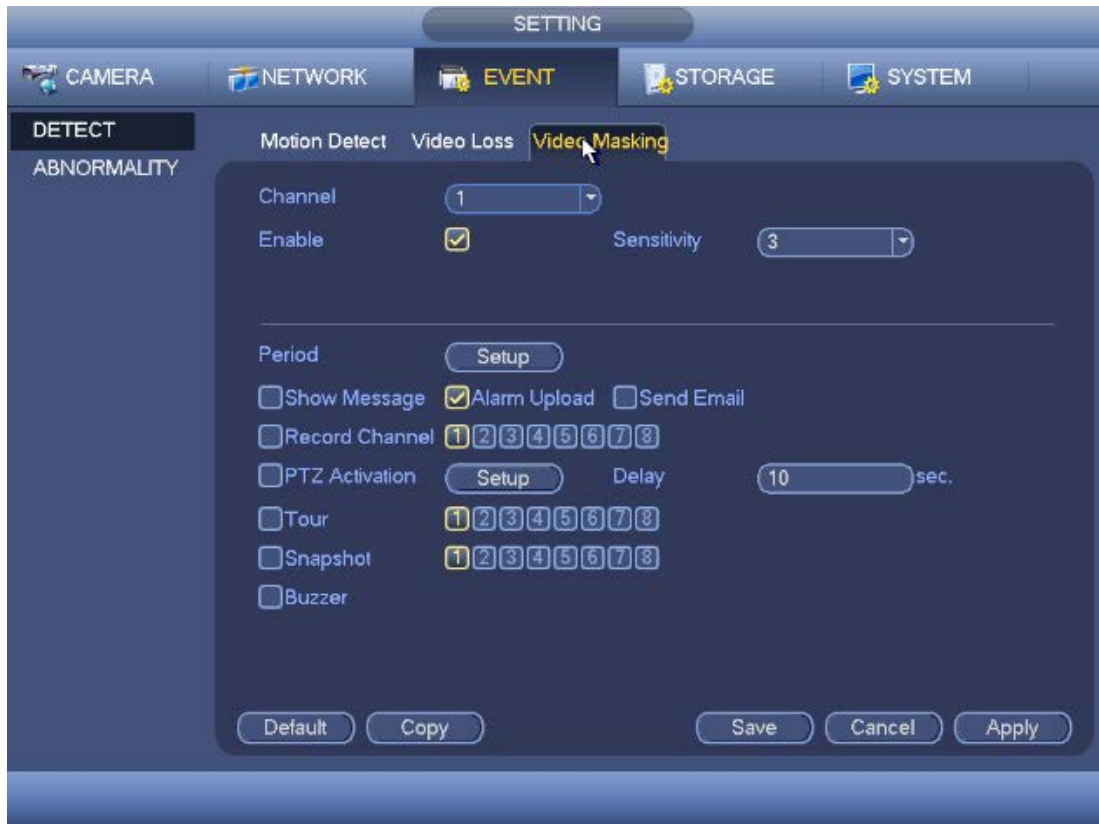 SETTING
CAMERA NETWORK EVENT STORAGE SYSTEM
DETECT
ABNORMALITY
Motion Detect Video Loss Video Masking
Channel 1
Enable Sensitivity 3
Period Setup
Show Message Alarm Upload Send Email
Record Channel 1 2 3 4 5 6 7 8
PTZ Activation Setup Delay 10 sec.
Tour 1 2 3 4 5 6 7 8
Snapshot 1 2 3 4 5 6 7 8
Buzzer
Default Copy Save Cancel Apply